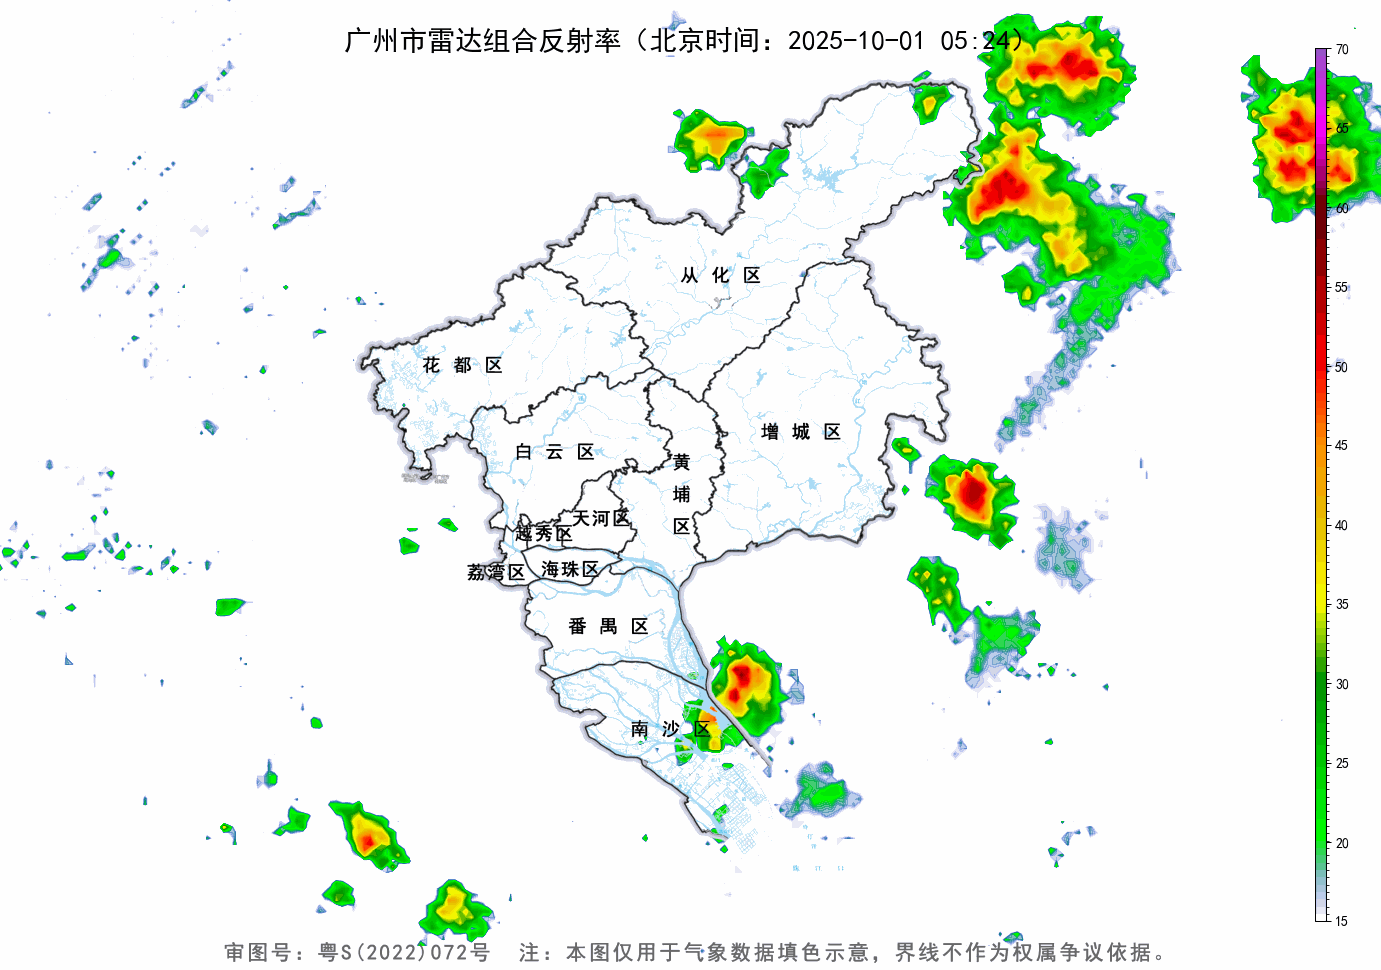 广州市雷达组合反射率（北京时间：2025-10-01 05:24）
70
65
60
55
50
45
40
35
30
25
20
15
从化区
花都区
增城区
白云区
黄埔区
天河区
越秀区
海珠区
荔湾区
番禺区
南沙区
审图号：粤S(2022)072号 注：本图仅用于气象数据填色示意，界线不作为权属争议依据。